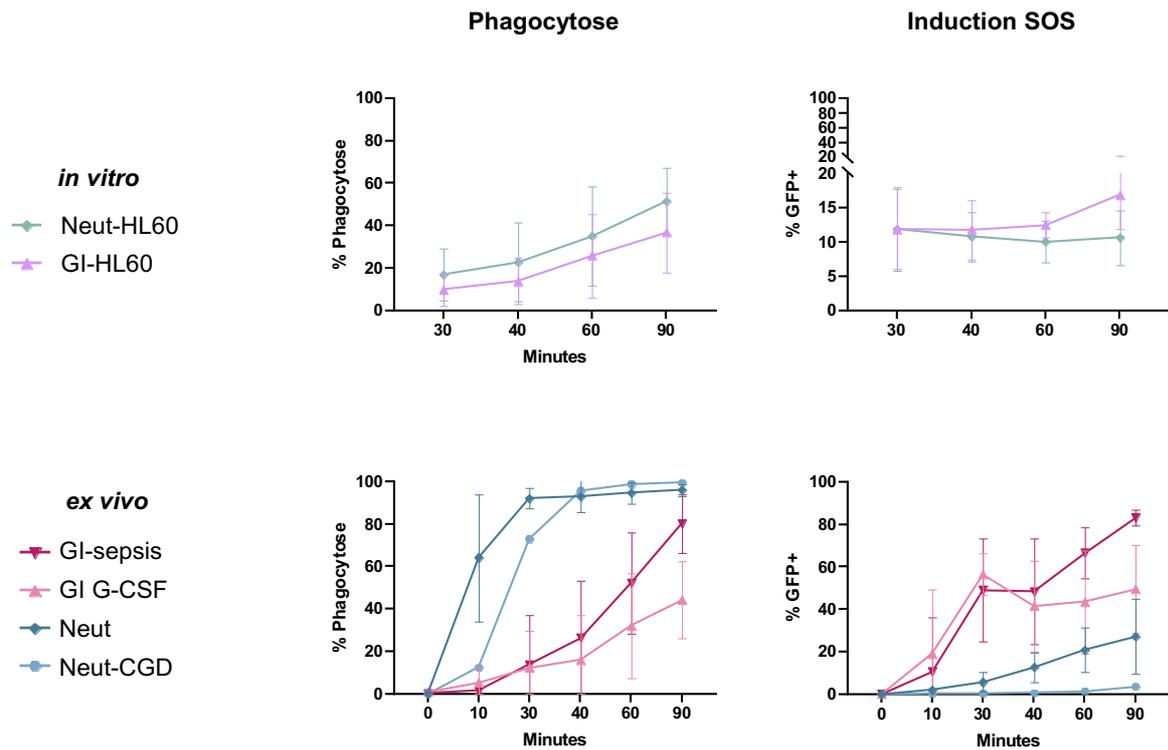 Phagocytose
Induction SOS
in vitro
Neut-HL60
GI-HL60
% Phagocytose
100
80
60
40
20
0
30 40 60 90
Minutes
% GFP+
100
80
60
40
20
20
15
10
5
0
30 40 60 90
ex vivo
GI-sepsis
GI G-CSF
Neut
Neut-CGD
% Phagocytose
100
80
60
40
20
0
0 10 30 40 60 90
Minutes
% GFP+
100
80
60
40
20
0
0 10 30 40 60 90
Minutes